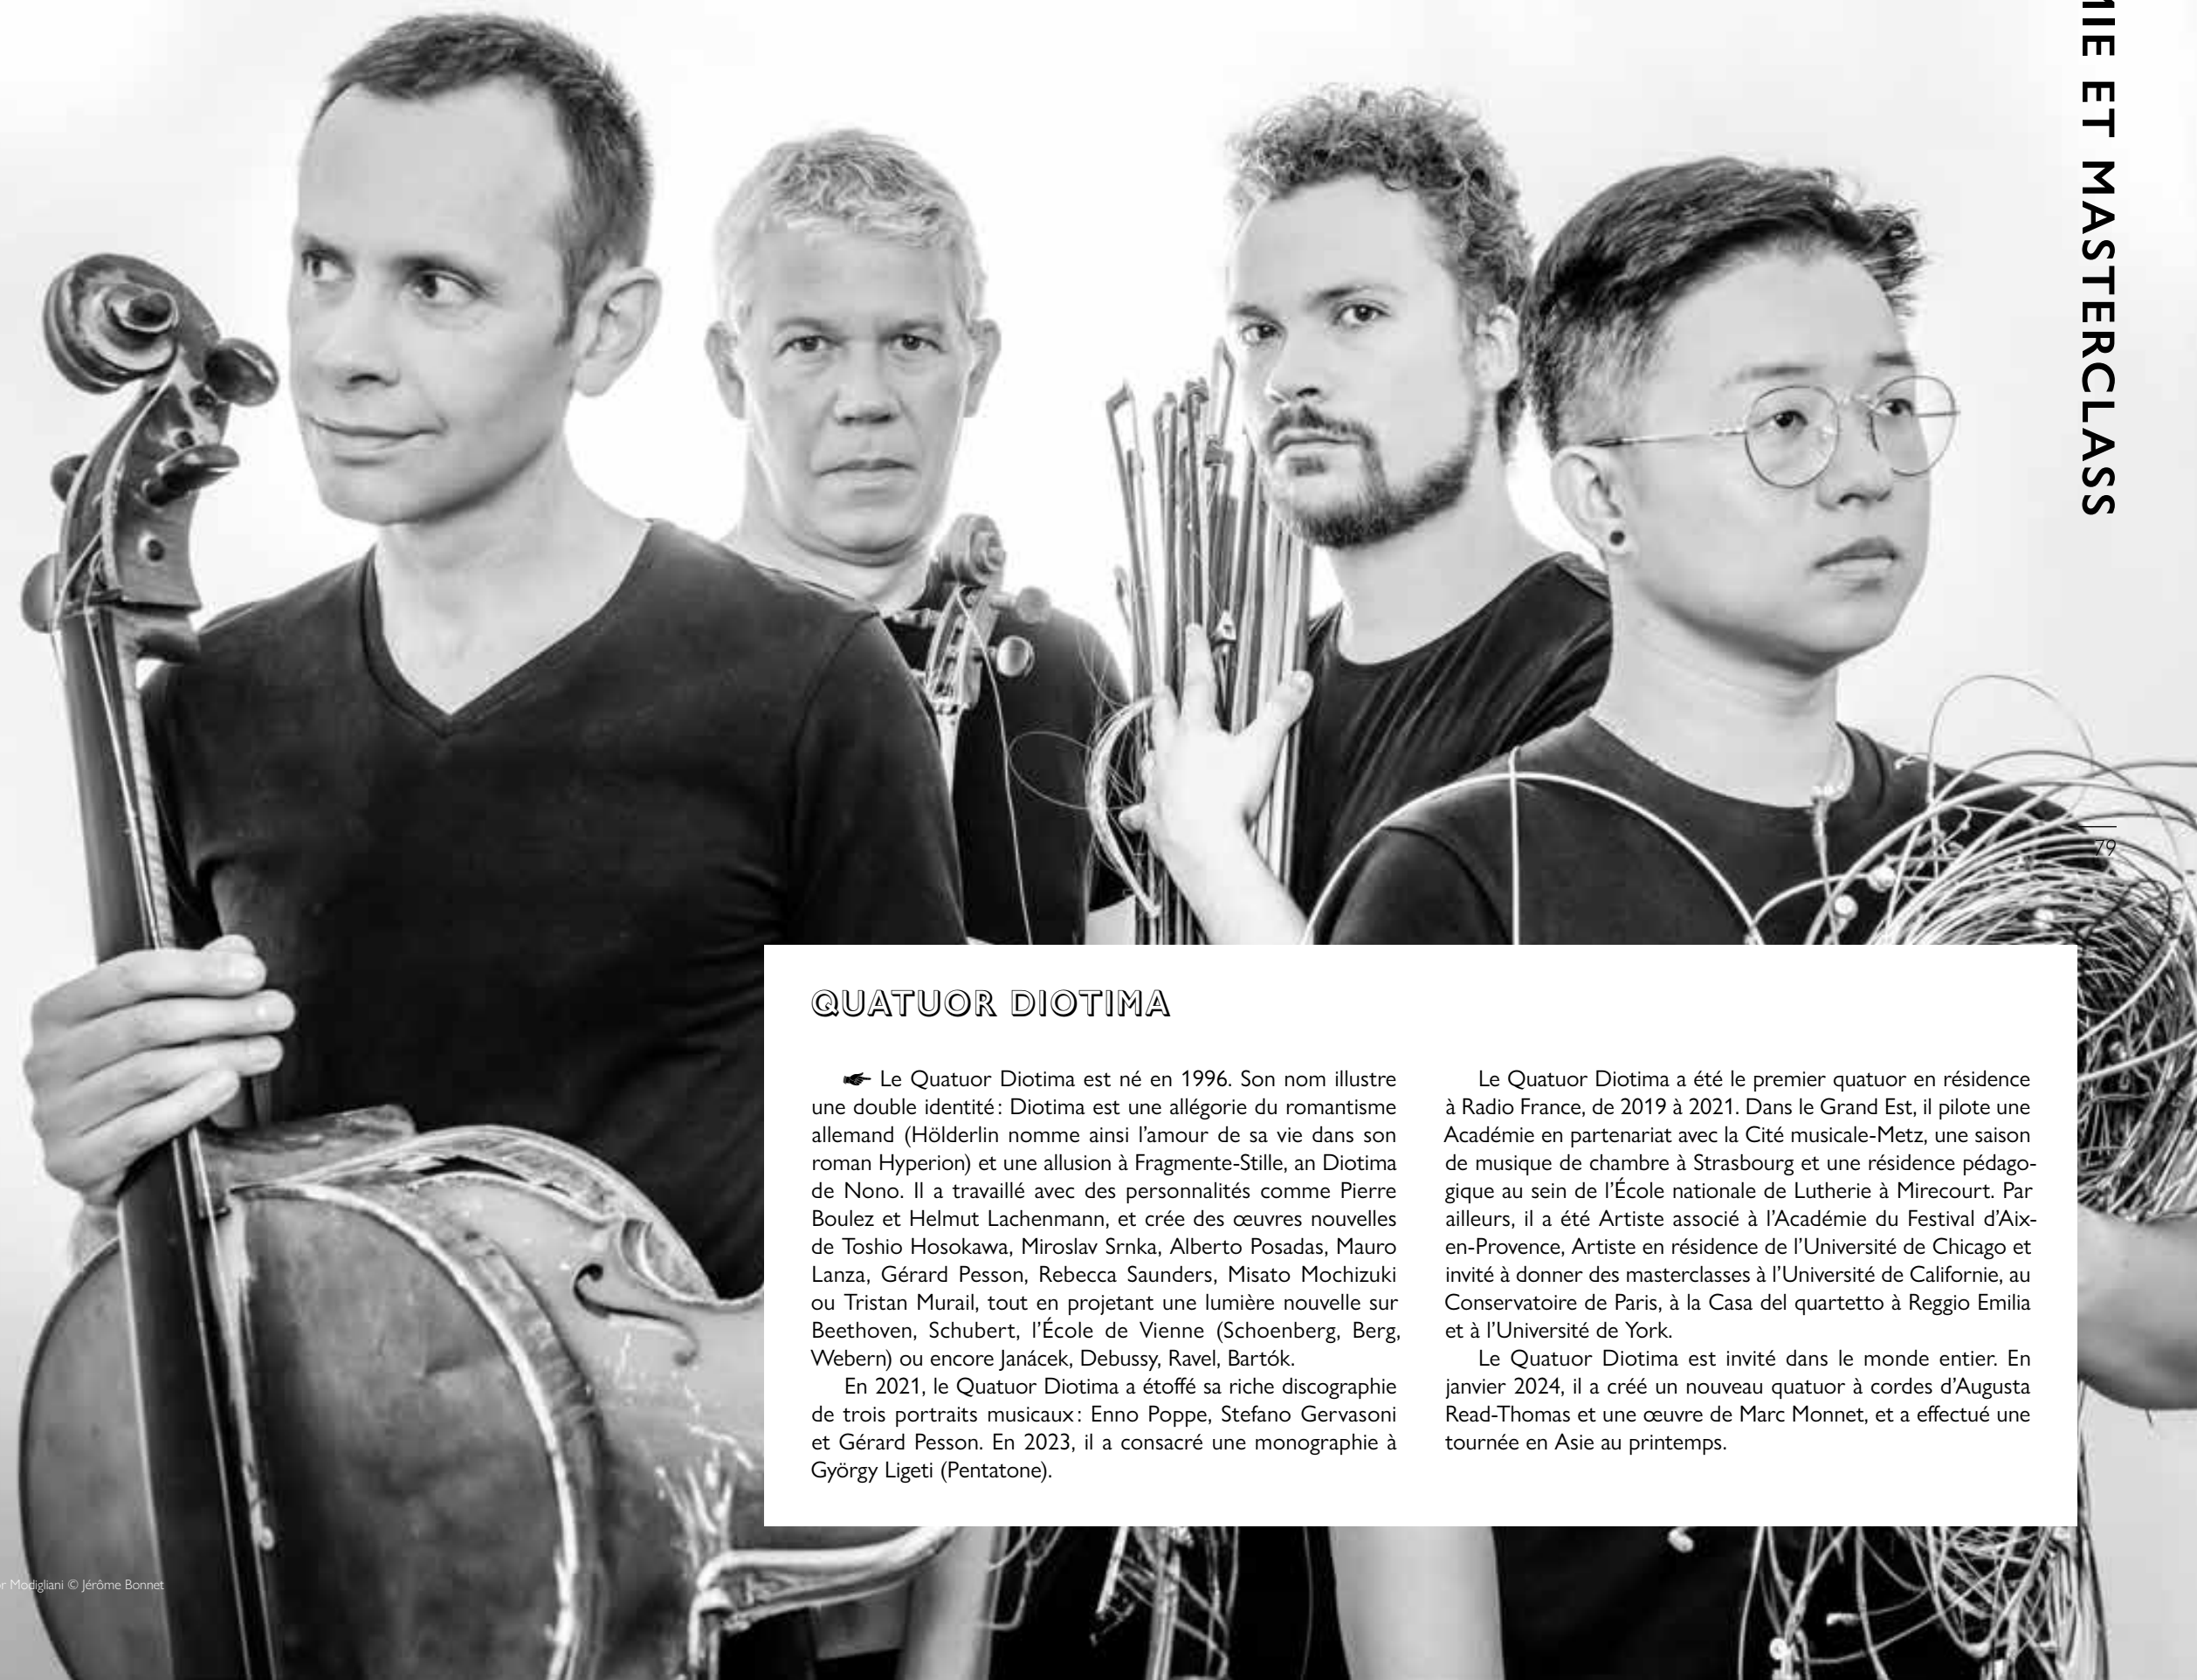 MIE ET MASTERCLASS
79
QUATUOR DIOTIMA
☛ Le Quatuor Diotima est né en 1996. Son nom illustre
une double identité : Diotima est une allégorie du romantisme
allemand (Hölderlin nomme ainsi l’amour de sa vie dans son
roman Hyperion) et une allusion à Fragmente-Stille, an Diotima
de Nono. Il a travaillé avec des personnalités comme Pierre
Boulez et Helmut Lachenmann, et crée des œuvres nouvelles
de Toshio Hosokawa, Miroslav Srnka, Alberto Posadas, Mauro
Lanza, Gérard Pesson, Rebecca Saunders, Misato Mochizuki
ou Tristan Murail, tout en projetant une lumière nouvelle sur
Beethoven, Schubert, l’École de Vienne (Schoenberg, Berg,
Webern) ou encore Janácek, Debussy, Ravel, Bartók.
En 2021, le Quatuor Diotima a étoffé sa riche discographie
de trois portraits musicaux : Enno Poppe, Stefano Gervasoni
et Gérard Pesson. En 2023, il a consacré une monographie à
György Ligeti (Pentatone).
Le Quatuor Diotima a été le premier quatuor en résidence
à Radio France, de 2019 à 2021. Dans le Grand Est, il pilote une
Académie en partenariat avec la Cité musicale-Metz, une saison
de musique de chambre à Strasbourg et une résidence pédago-
gique au sein de l’École nationale de Lutherie à Mirecourt. Par
ailleurs, il a été Artiste associé à l’Académie du Festival d’Aix-
en-Provence, Artiste en résidence de l’Université de Chicago et
invité à donner des masterclasses à l’Université de Californie, au
Conservatoire de Paris, à la Casa del quartetto à Reggio Emilia
et à l’Université de York.
Le Quatuor Diotima est invité dans le monde entier. En
janvier 2024, il a créé un nouveau quatuor à cordes d’Augusta
Read-Thomas et une œuvre de Marc Monnet, et a effectué une
tournée en Asie au printemps.
r Modigliani © Jérôme Bonnet